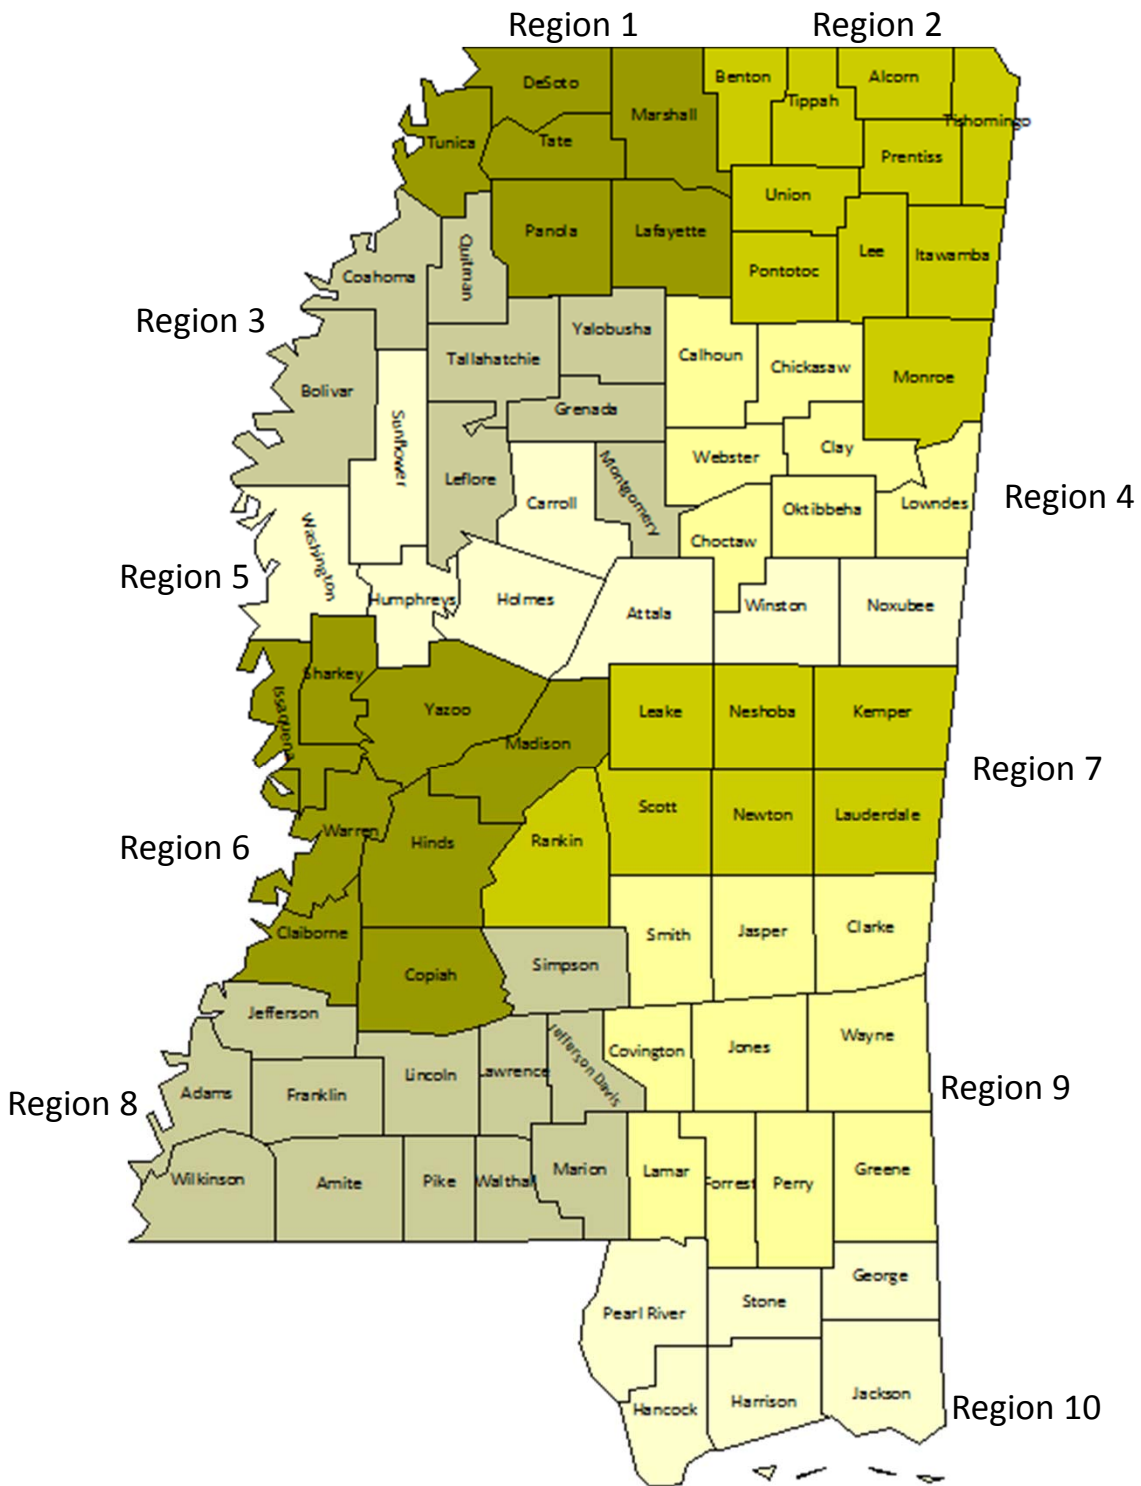 Region 1
Region 2
DeSoto
Marshall
Benton
Tippah
Alcorn
Tishomingo
Tunica
Tate
Prentiss
Union
Panola
Lafayette
Pontotoc
Lee
Itawamba
Quitman
Coahoma
Region 3
Yalobusha
Tallahatchie
Calhoun
Chickasaw
Monroe
Bolivar
Grenada
Sunflower
Webster
Clay
Leflore
Montgomery
Carroll
Oktibbeha
Lowndes
Region 4
Choctaw
Washington
Region 5
Humphreys
Holmes
Attala
Winston
Noxubee
Sharkey
Issaquena
Yazoo
Leake
Neshoba
Kemper
Madison
Region 7
Scott
Newton
Lauderdale
Warren
Hinds
Rankin
Region 6
Claiborne
Smith
Jasper
Clarke
Copiah
Simpson
Jefferson
Jefferson Davis
Covington
Jones
Wayne
Lincoln
Lawrence
Adams
Franklin
Region 8
Region 9
Wilkinson
Amite
Pike
Walthal
Marion
Lamar
Forrest
Perry
Greene
George
Stone
Pearl River
Jackson
Harrison
Hancock
Region 10